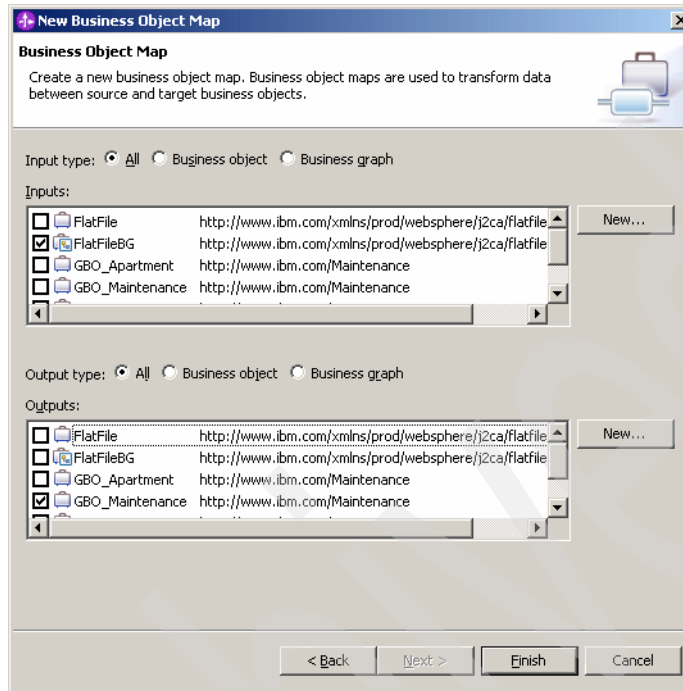 New Business Object Map
Business Object Map
Create a new business object map. Business object maps are used to transform data
between source and target business objects.
Input type: All Business object Business graph
Inputs:
FlatFile http://www.ibm.com/xmlns/prod/websphere/j2ca/flatfile
New...
FlatFileBG http://www.ibm.com/xmlns/prod/websphere/j2ca/flatfile
GBO_Apartment http://www.ibm.com/Maintenance
GBO_Maintenance http://www.ibm.com/Maintenance
Output type: All Business object Business graph
Outputs:
FlatFile http://www.ibm.com/xmlns/prod/websphere/j2ca/flatfile
New...
FlatFileBG http://www.ibm.com/xmlns/prod/websphere/j2ca/flatfile
GBO_Apartment http://www.ibm.com/Maintenance
GBO_Maintenance http://www.ibm.com/Maintenance
< Back Next > Finish Cancel